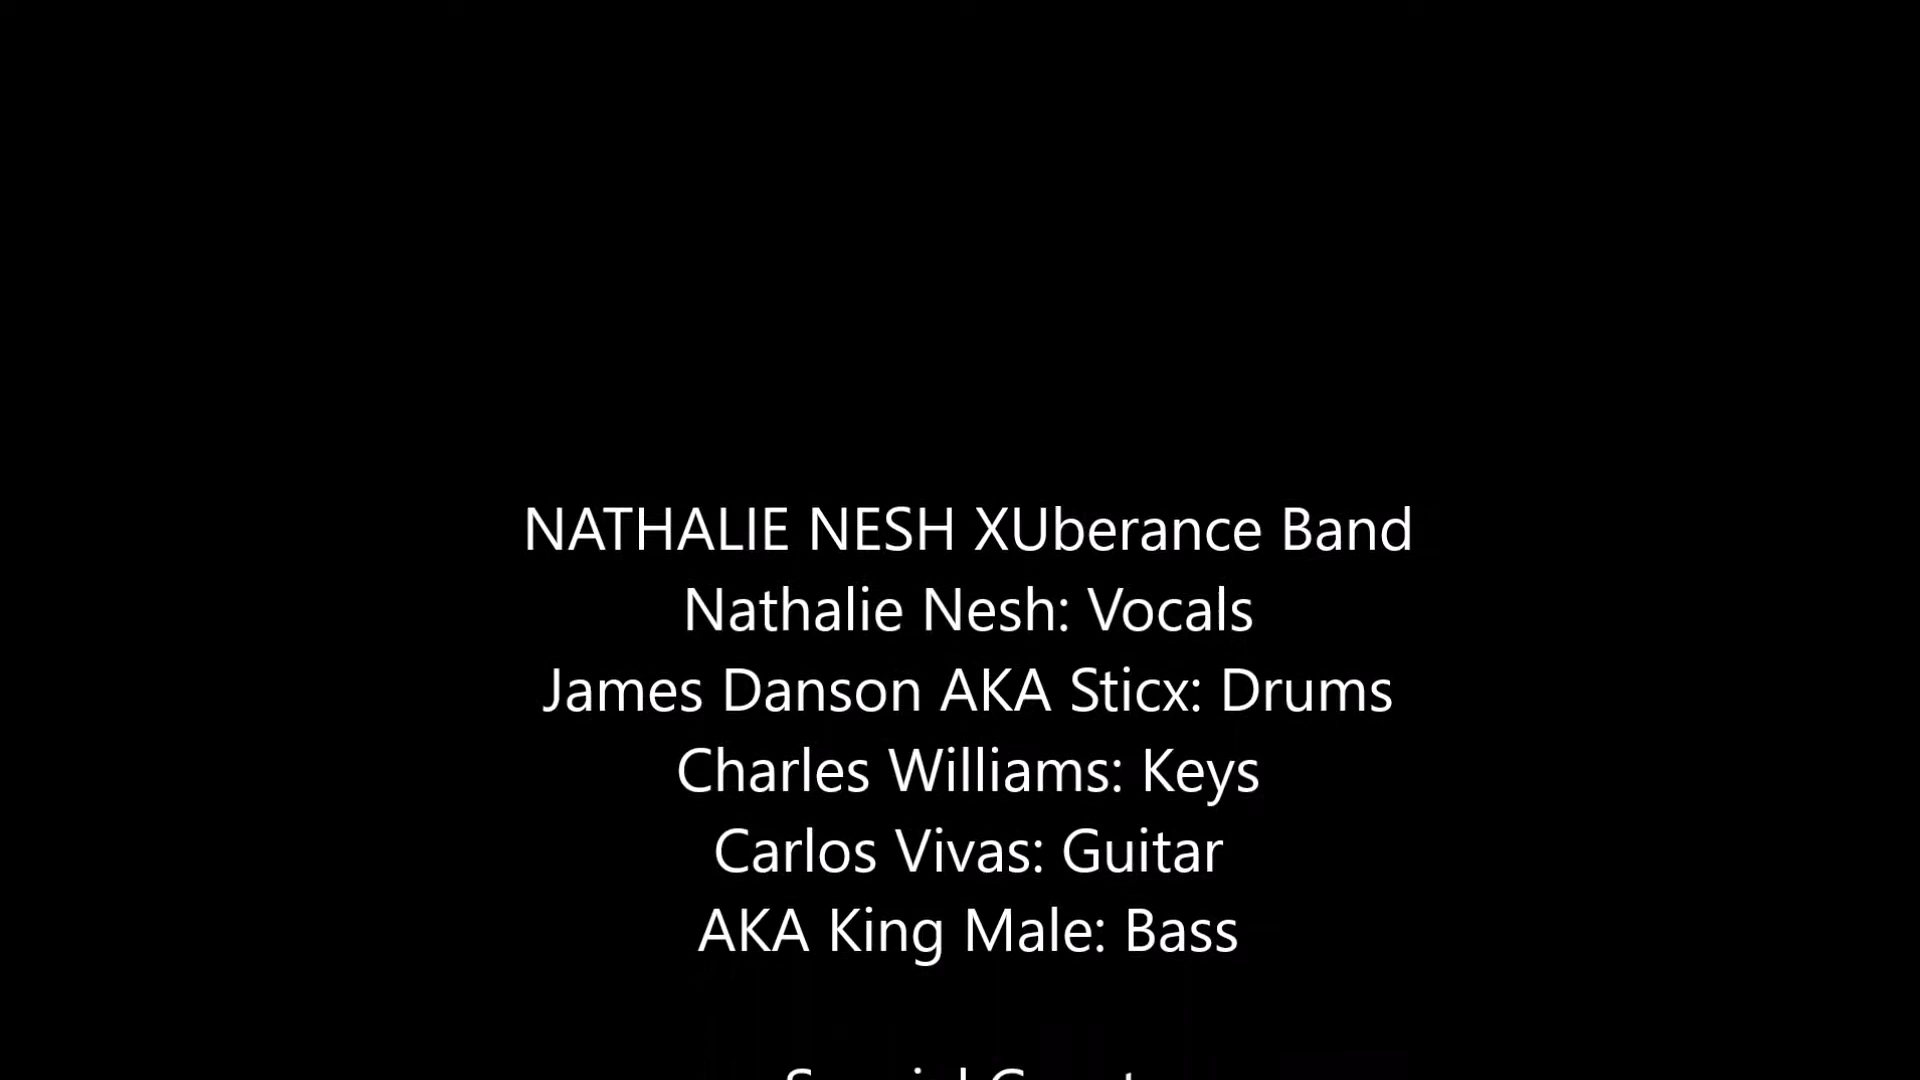 NATHALIE NESH XUberance Band
Nathalie Nesh: Vocals
James Danson AKA Sticx: Drums
Charles Williams: Keys
Carlos Vivas: Guitar
AKA King Male: Bass